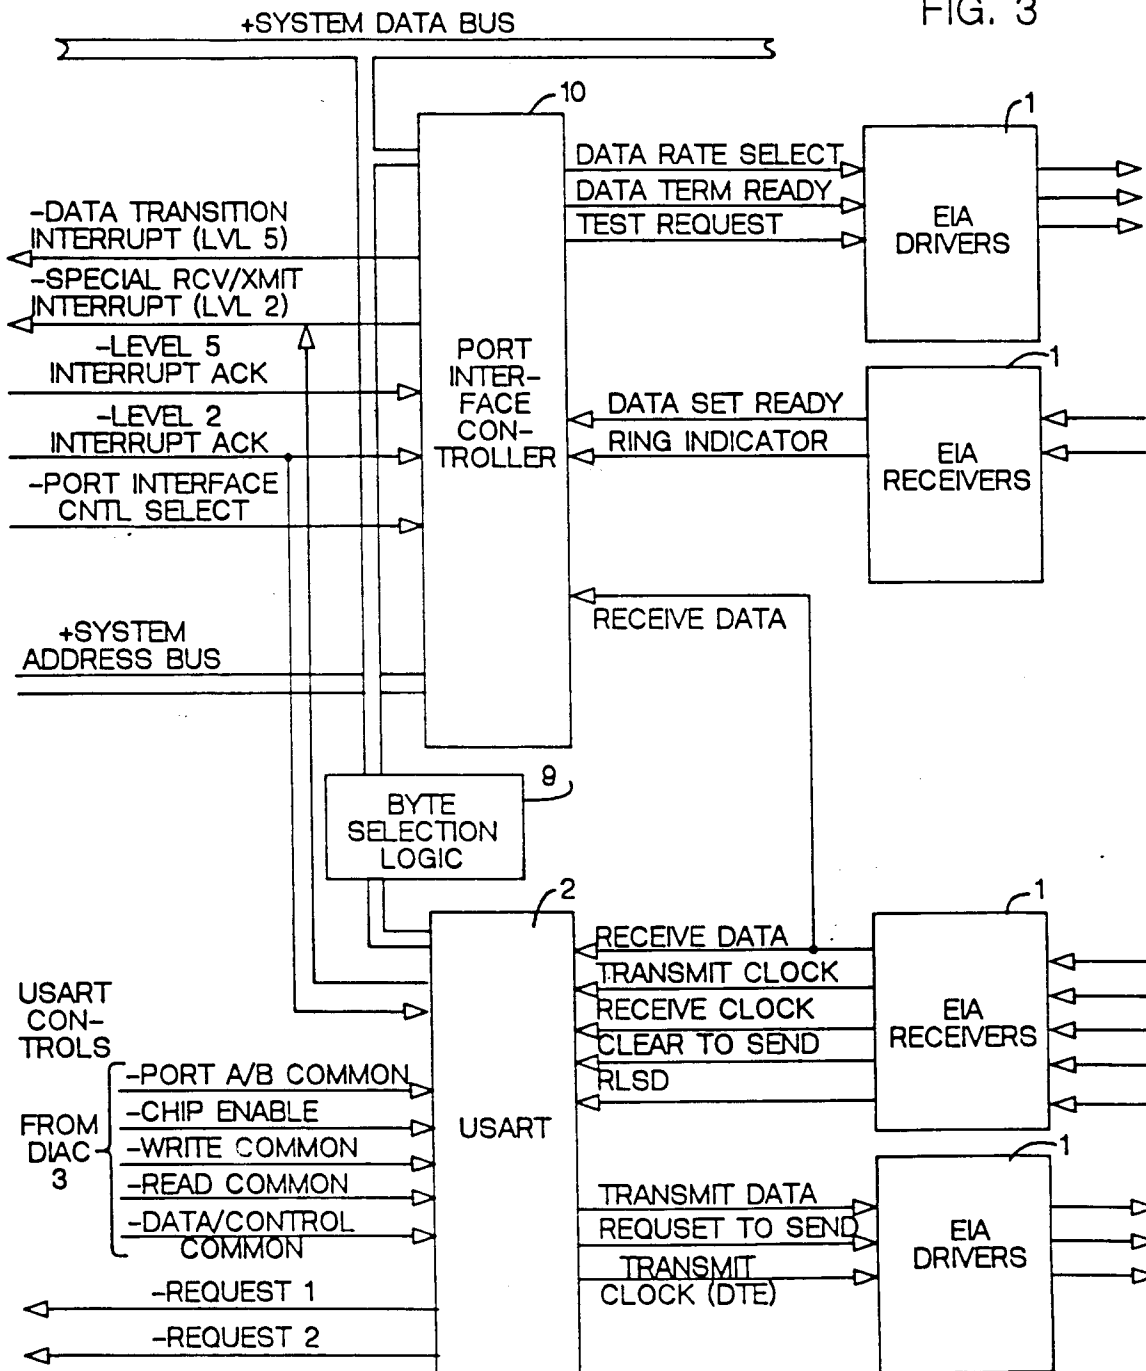 FIG. 3
+SYSTEM DATA BUS
10
1
DATA RATE SELECT
DATA TERM READY
TEST REQUEST
EIA
DRIVERS
-DATA TRANSITION
INTERRUPT (LVL 5)
-SPECIAL RCV/XMIT
INTERRUPT (LVL 2)
-LEVEL 5
INTERRUPT ACK
-LEVEL 2
INTERRUPT ACK
-PORT INTERFACE
CNTL SELECT
PORT
INTER-
FACE
CON-
TROLLER
1
DATA SET READY
RING INDICATOR
EIA
RECEIVERS
RECEIVE DATA
+SYSTEM
ADDRESS BUS
9
BYTE
SELECTION
LOGIC
2
1
RECEIVE DATA
TRANSMIT CLOCK
RECEIVE CLOCK
CLEAR TO SEND
RLSD
EIA
RECEIVERS
USART
CON-
TROLS
FROM
DIAC
3
-PORT A/B COMMON
-CHIP ENABLE
-WRITE COMMON
-READ COMMON
-DATA/CONTROL
COMMON
USART
1
TRANSMIT DATA
REQUSET TO SEND
TRANSMIT
CLOCK (DTE)
EIA
DRIVERS
-REQUEST 1
-REQUEST 2